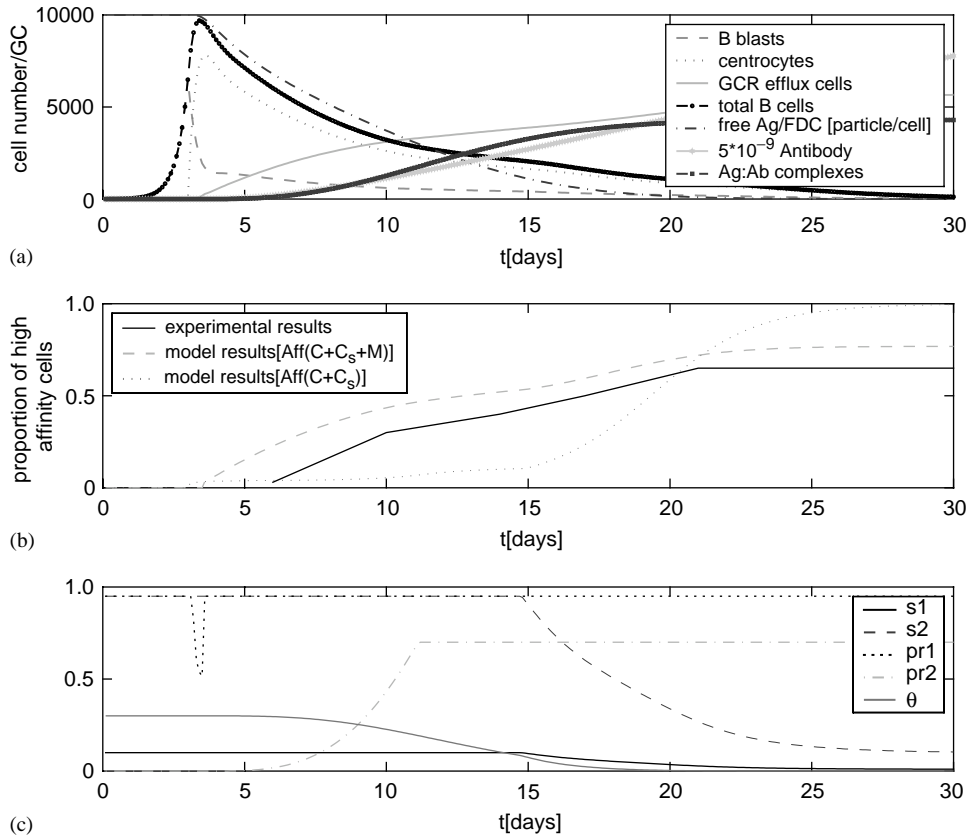 10000
5000
0
cell number/GC
B blasts
centrocytes
GCR efflux cells
total B cells
free Ag/FDC [particle/cell]
5*10⁻⁹ Antibody
Ag:Ab complexes
0 5 10 15 20 25 30
(a)
t[days]
1.0
0.5
0
proportion of high
affinity cells
experimental results
model results[Aff(C+Cₛ+M)]
model results[Aff(C+Cₛ)]
0 5 10 15 20 25 30
(b)
t[days]
1.0
0.5
0
s1
s2
pr1
pr2
θ
0 5 10 15 20 25 30
(c)
t[days]